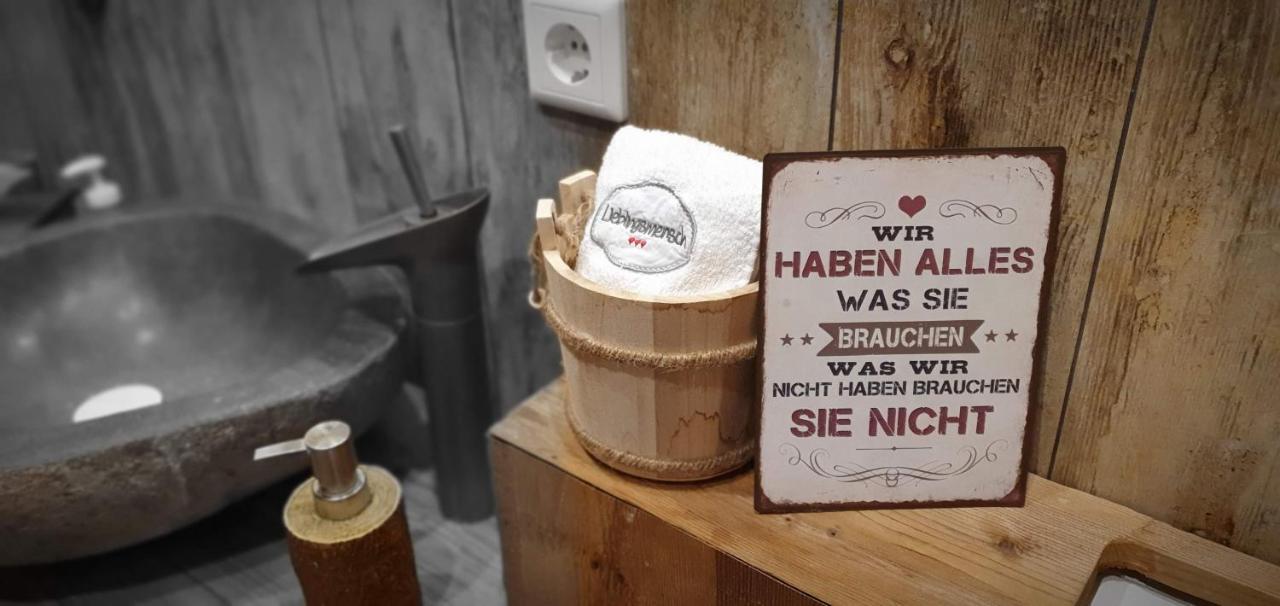 Lieblingsmensch
WIR
HABEN ALLES
WAS SIE
BRAUCHEN
WAS WIR
NICHT HABEN BRAUCHEN
SIE NICHT